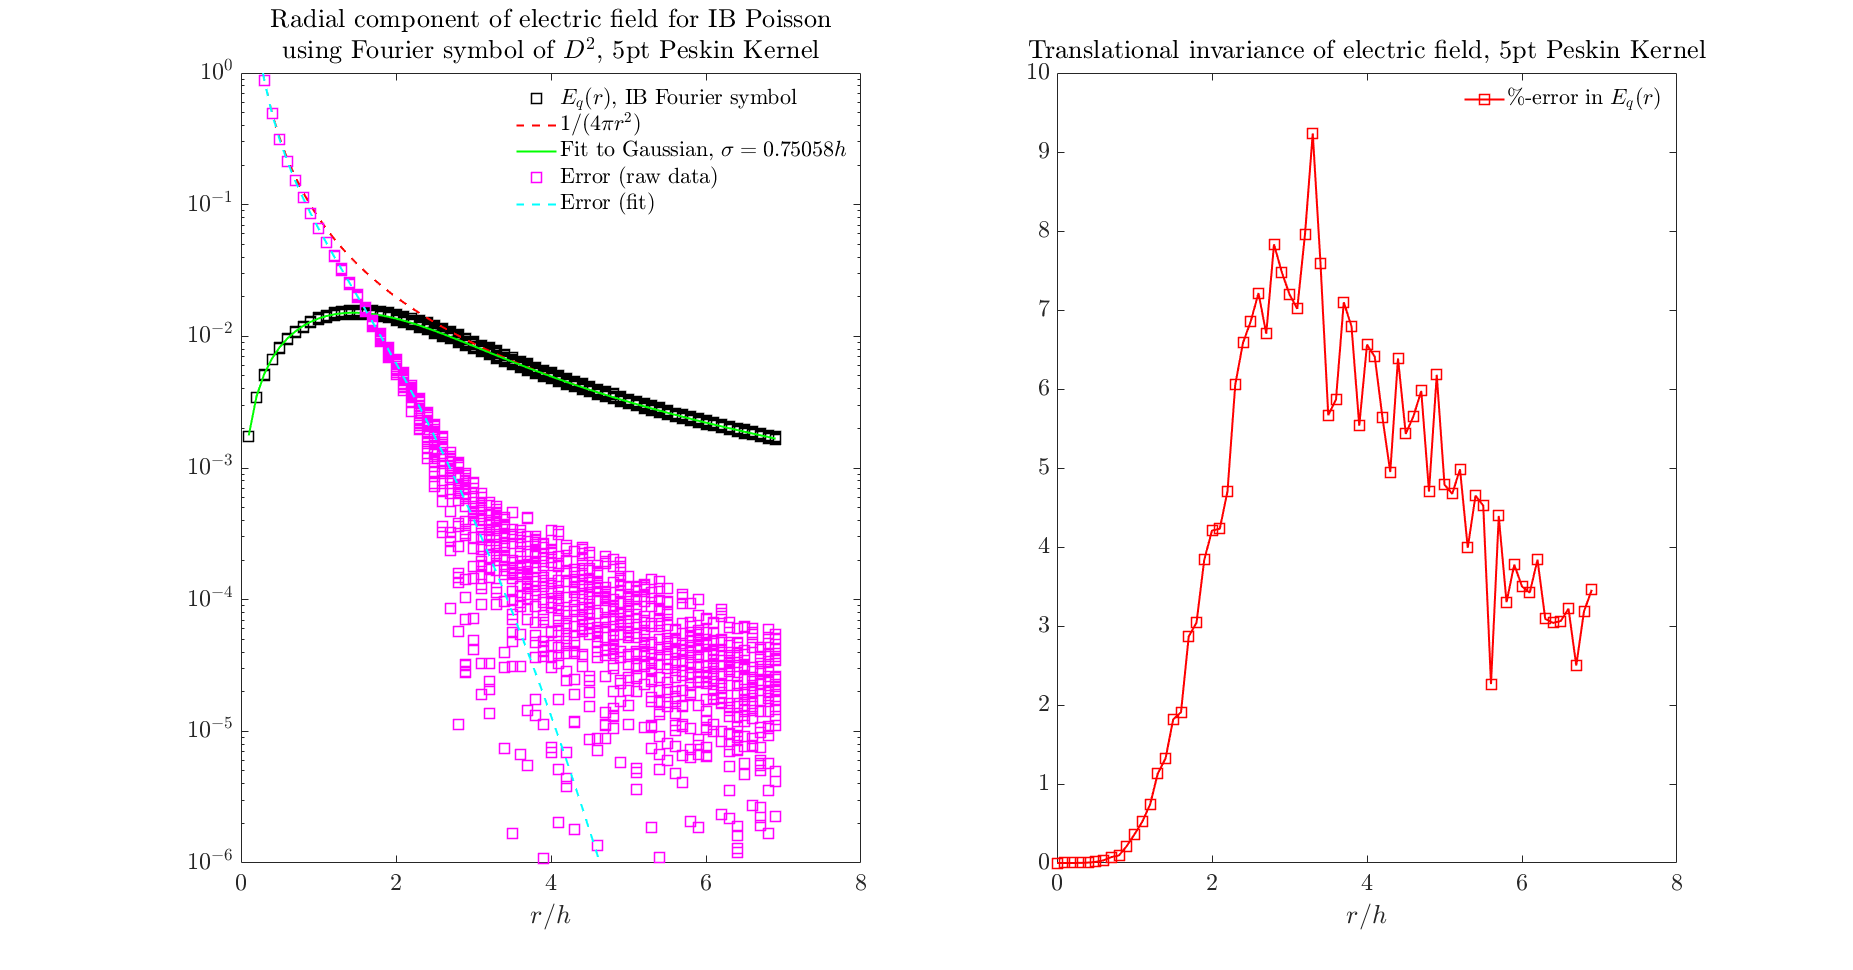 Radial component of electric field for IB Poisson
using Fourier symbol of D², 5pt Peskin Kernel
10⁰
10⁻¹
10⁻²
10⁻³
10⁻⁴
10⁻⁵
10⁻⁶
E_q(r), IB Fourier symbol
1/(4πr²)
Fit to Gaussian, σ = 0.75058h
Error (raw data)
Error (fit)
0 2 4 6 8
r/h
Translational invariance of electric field, 5pt Peskin Kernel
10
9
8
7
6
5
4
3
2
1
0
%-error in E_q(r)
0 2 4 6 8
r/h